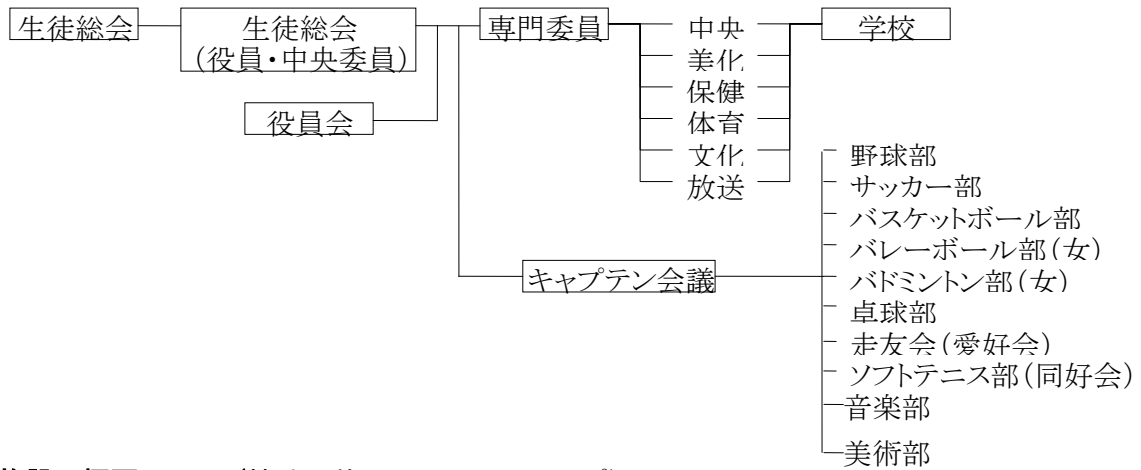 生徒総会
生徒総会
(役員・中央委員)
役員会
専門委員
中央
美化
保健
体育
文化
放送
学校
キャプテン会議
野球部
サッカー部
バスケットボール部
バレーボール部(女)
バドミントン部(女)
卓球部
走友会(愛好会)
ソフトテニス部(同好会)
音楽部
美術部